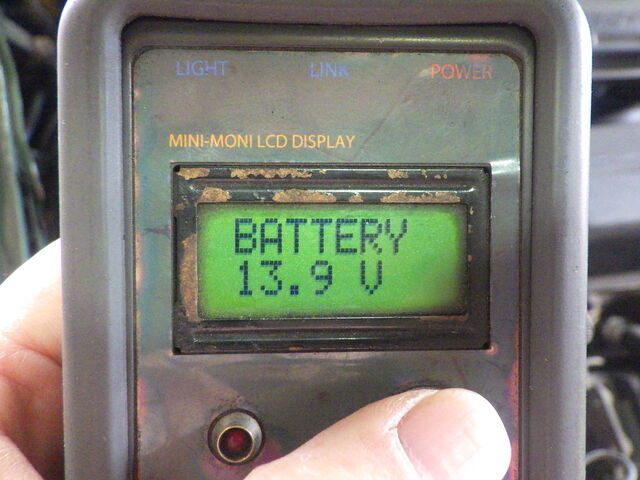 LIGHT LINK POWER
MINI-MONI LCD DISPLAY
BATTERY
13.9 V